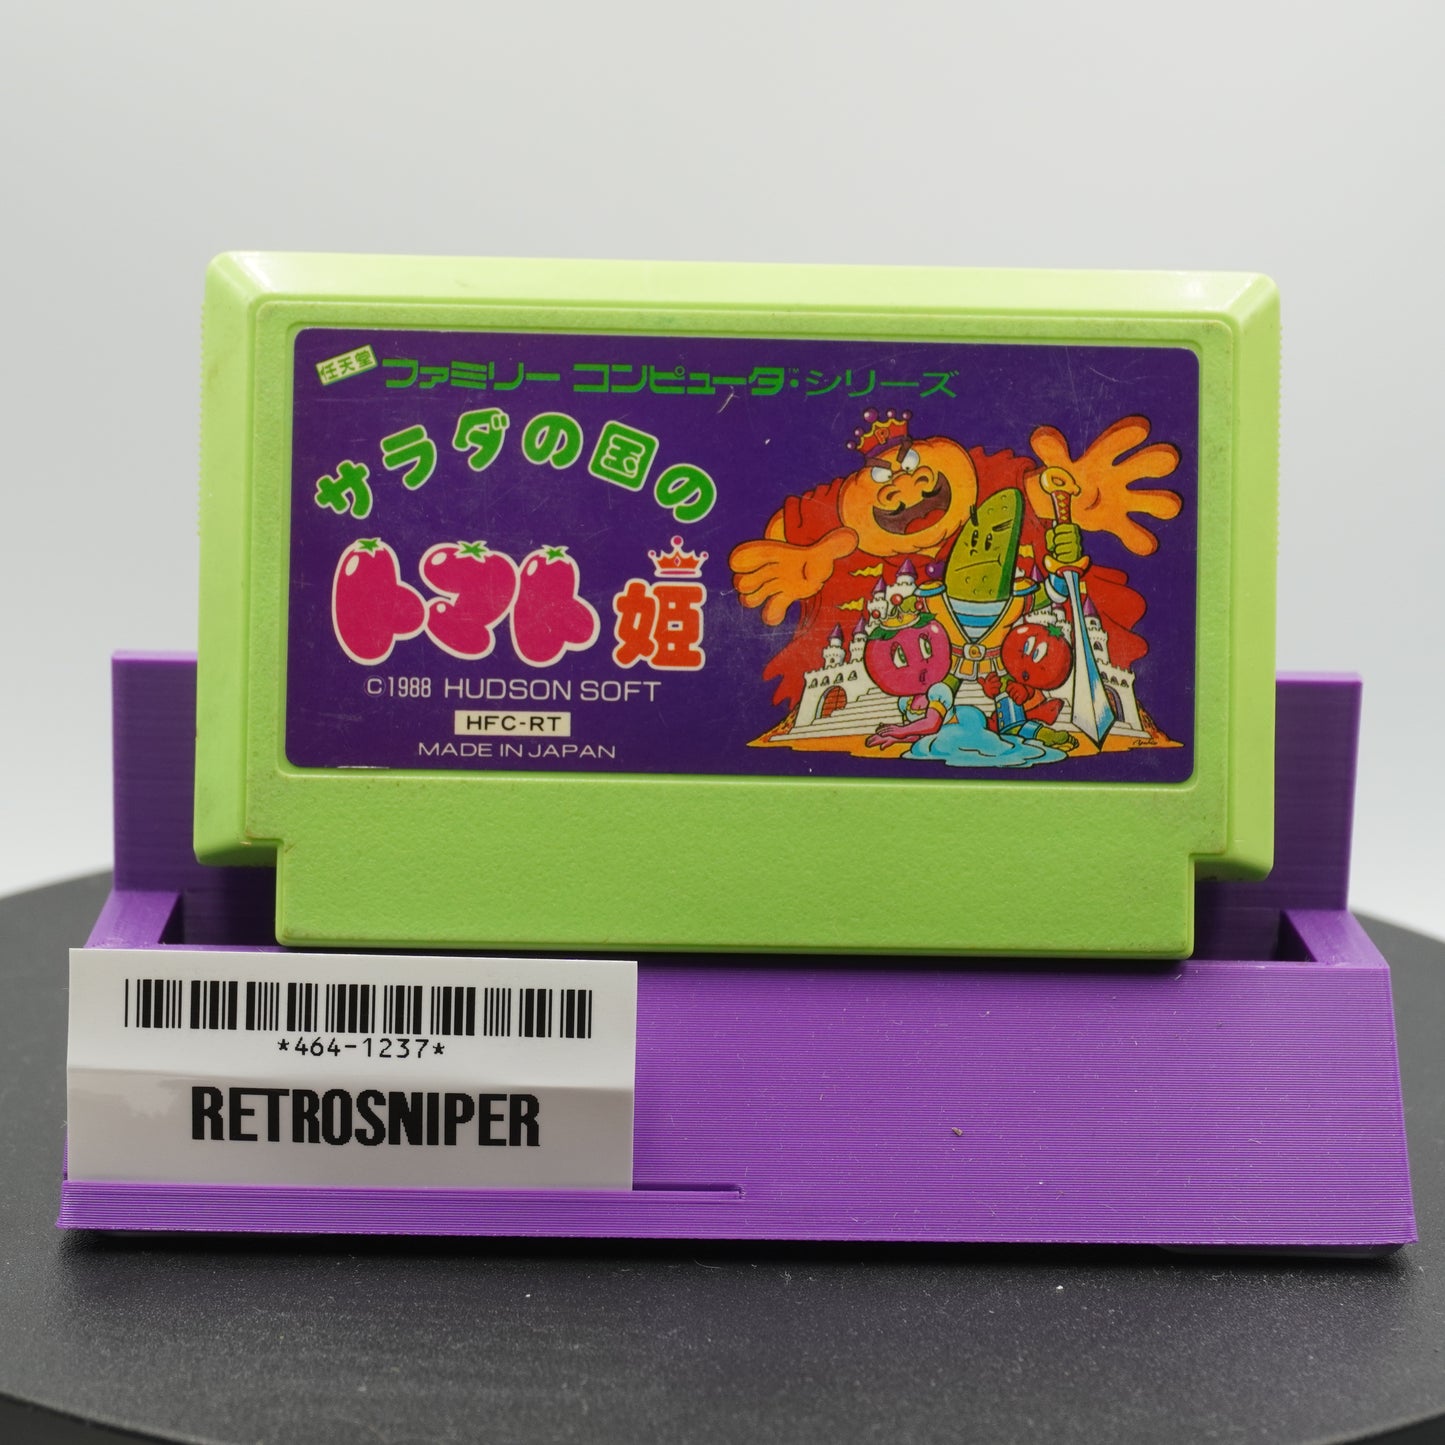 任天堂 ファミリー コンピュータ™・シリーズ
サラダの国の
トマト姫
©1988 HUDSON SOFT
HFC-RT
MADE IN JAPAN
*464-1237*
RETROSNIPER